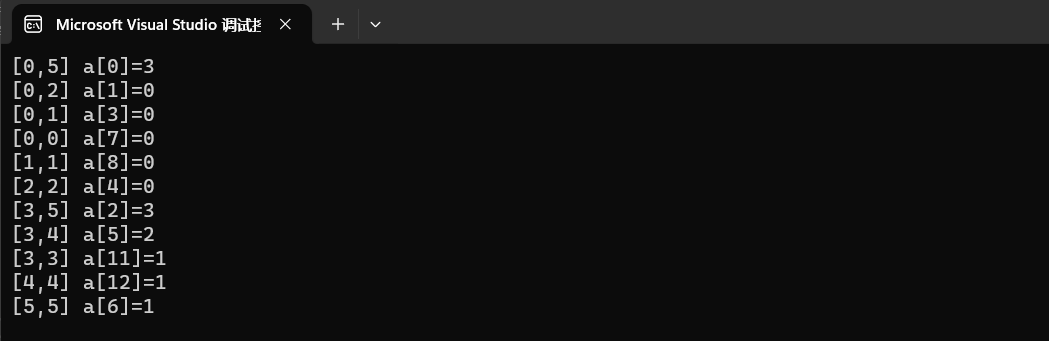 Microsoft Visual Studio 调试
[0,5] a[0]=3
[0,2] a[1]=0
[0,1] a[3]=0
[0,0] a[7]=0
[1,1] a[8]=0
[2,2] a[4]=0
[3,5] a[2]=3
[3,4] a[5]=2
[3,3] a[11]=1
[4,4] a[12]=1
[5,5] a[6]=1